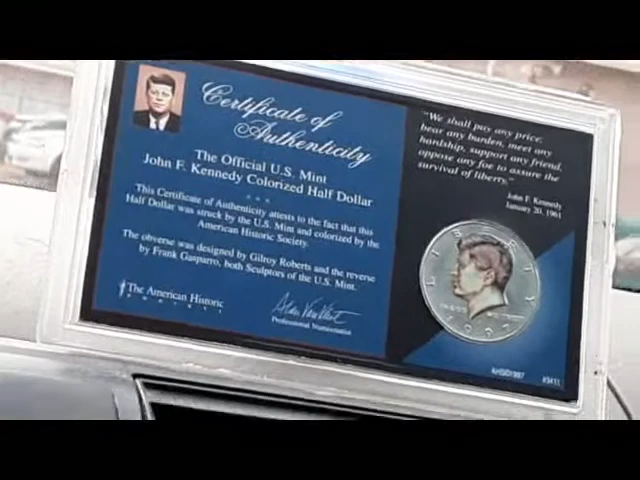 Certificate of
Authenticity
The Official U.S. Mint
John F. Kennedy Colorized Half Dollar
This Certificate of Authenticity attests to the fact that this
Half Dollar was struck by the U.S. Mint and colorized by the
American Historic Society.
The obverse was designed by Gilroy Roberts and the reverse
by Frank Gasparro, both Sculptors of the U.S. Mint.
The American Historic
SOCIETY
Professional Numismatist
"We shall pay any price,
bear any burden, meet any
hardship, support any friend,
oppose any foe to assure the
survival of liberty."
John F. Kennedy
January 20, 1961
LIBERTY
1997